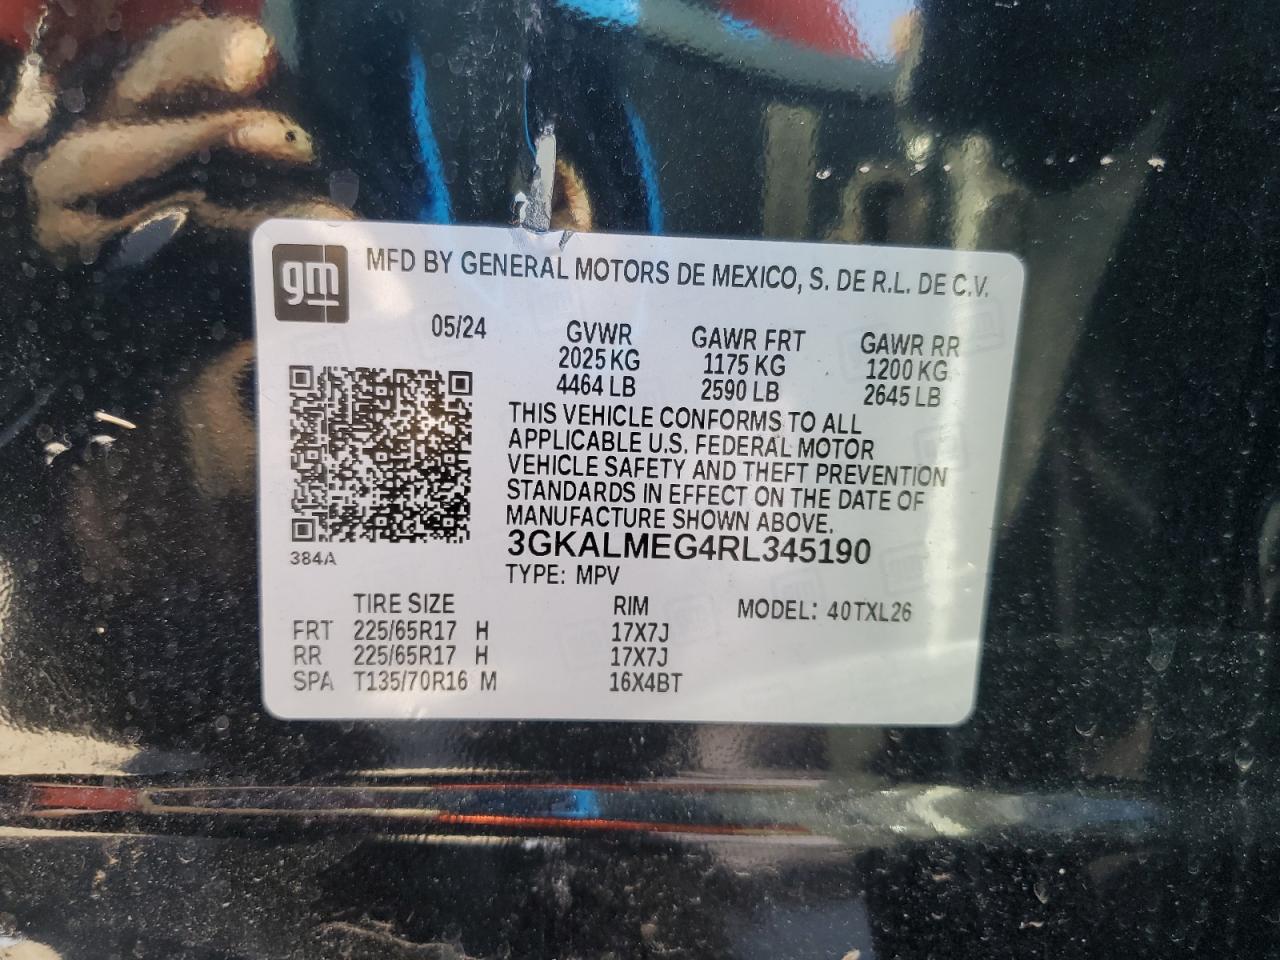 gm
MFD BY GENERAL MOTORS DE MEXICO, S. DE R.L. DE C.V.
05/24 GVWR GAWR FRT GAWR RR
2025 KG 1175 KG 1200 KG
4464 LB 2590 LB 2645 LB
THIS VEHICLE CONFORMS TO ALL
APPLICABLE U.S. FEDERAL MOTOR
VEHICLE SAFETY AND THEFT PREVENTION
STANDARDS IN EFFECT ON THE DATE OF
MANUFACTURE SHOWN ABOVE.
384A
3GKALMEG4RL345190
TYPE: MPV
TIRE SIZE RIM MODEL: 40TXL26
FRT 225/65R17 H 17X7J
RR 225/65R17 H 17X7J
SPA T135/70R16 M 16X4BT